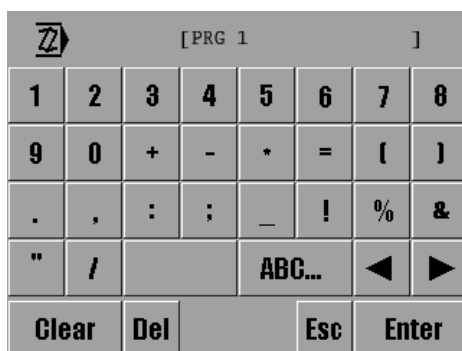 [PRG 1 ]
1 2 3 4 5 6 7 8
9 0 + - * = ( )
. , : ; _ ! % &
" / ABC... ◀ ▶
Clear Del Esc Enter